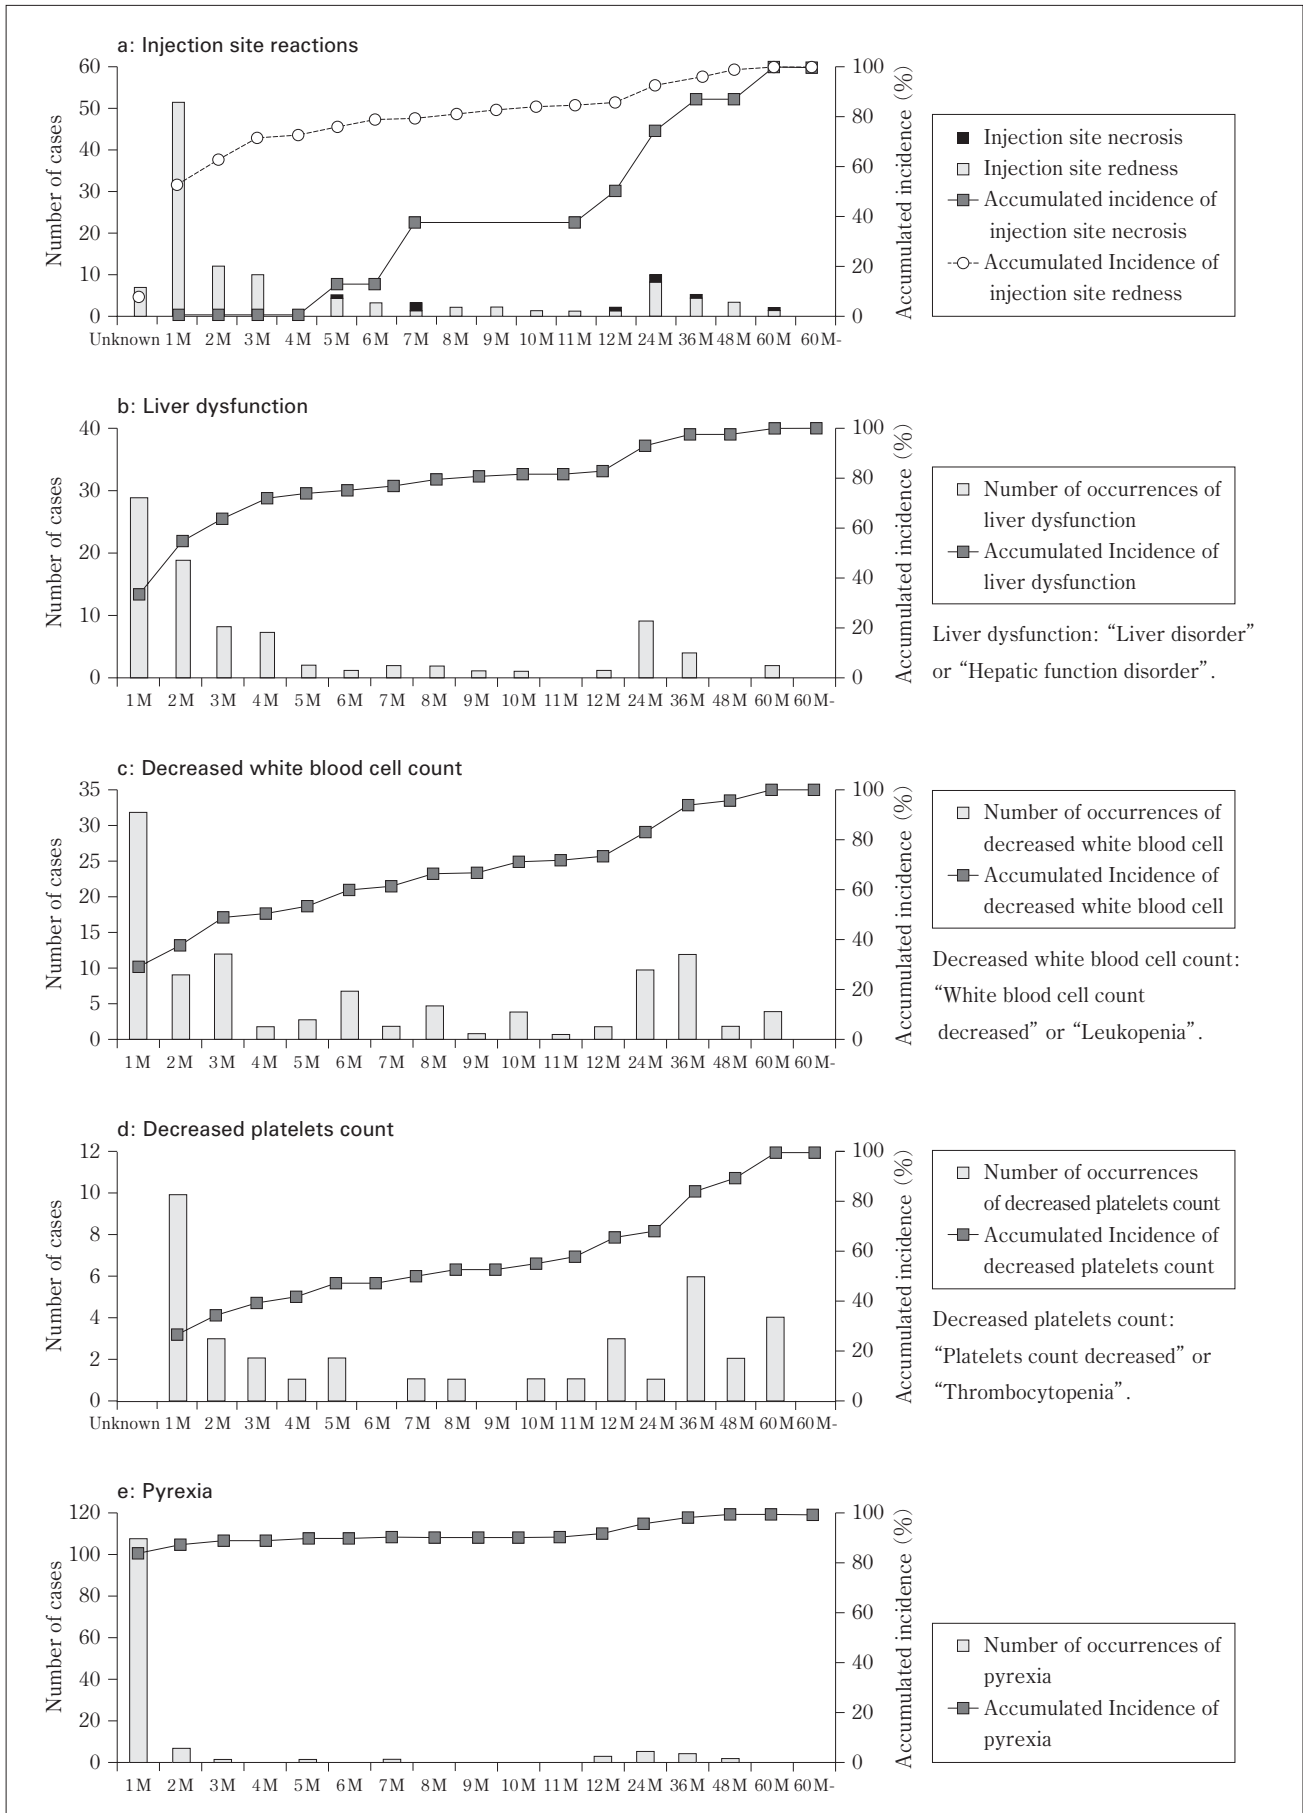 a: Injection site reactions
Number of cases
60
50
40
30
20
10
0
Accumulated incidence (%)
100
80
60
40
20
0
Unknown 1M 2M 3M 4M 5M 6M 7M 8M 9M 10M 11M 12M 24M 36M 48M 60M 60M-
Injection site necrosis
Injection site redness
Accumulated incidence of
injection site necrosis
Accumulated Incidence of
injection site redness
b: Liver dysfunction
Number of cases
40
30
20
10
0
Accumulated incidence (%)
100
80
60
40
20
0
1M 2M 3M 4M 5M 6M 7M 8M 9M 10M 11M 12M 24M 36M 48M 60M 60M-
Number of occurrences of
liver dysfunction
Accumulated Incidence of
liver dysfunction
Liver dysfunction: “Liver disorder”
or “Hepatic function disorder”.
c: Decreased white blood cell count
Number of cases
35
30
25
20
15
10
5
0
Accumulated incidence (%)
100
80
60
40
20
0
1M 2M 3M 4M 5M 6M 7M 8M 9M 10M 11M 12M 24M 36M 48M 60M 60M-
Number of occurrences of
decreased white blood cell
Accumulated Incidence of
decreased white blood cell
Decreased white blood cell count:
“White blood cell count
decreased” or “Leukopenia”.
d: Decreased platelets count
Number of cases
12
10
8
6
4
2
0
Accumulated incidence (%)
100
80
60
40
20
0
Unknown 1M 2M 3M 4M 5M 6M 7M 8M 9M 10M 11M 12M 24M 36M 48M 60M 60M-
Number of occurrences
of decreased platelets count
Accumulated Incidence of
decreased platelets count
Decreased platelets count:
“Platelets count decreased” or
“Thrombocytopenia”.
e: Pyrexia
Number of cases
120
100
80
60
40
20
0
Accumulated incidence (%)
100
80
60
40
20
0
1M 2M 3M 4M 5M 6M 7M 8M 9M 10M 11M 12M 24M 36M 48M 60M 60M-
Number of occurrences of
pyrexia
Accumulated Incidence of
pyrexia